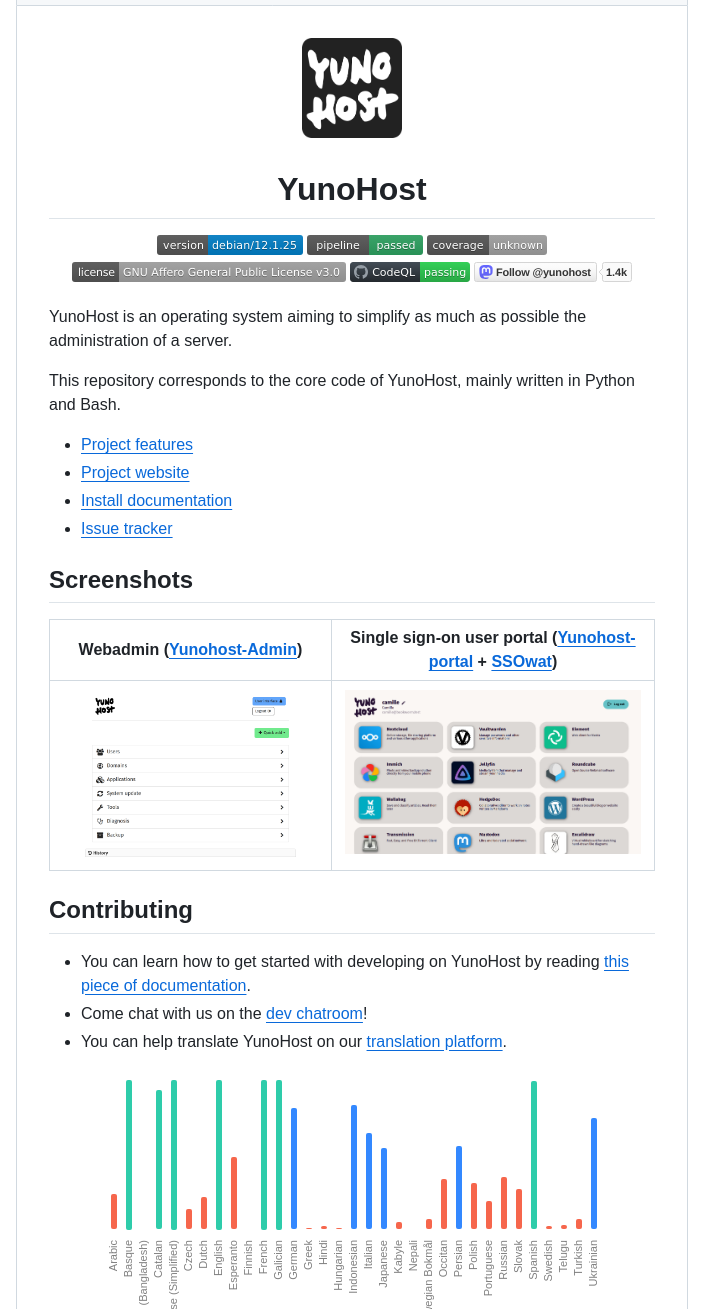 YUNO
HOST
YunoHost
version debian/12.1.25 pipeline passed coverage unknown
license GNU Affero General Public License v3.0 CodeQL passing Follow @yunohost 1.4k
YunoHost is an operating system aiming to simplify as much as possible the
administration of a server.
This repository corresponds to the core code of YunoHost, mainly written in Python
and Bash.
Project features
Project website
Install documentation
Issue tracker
Screenshots
Webadmin (Yunohost-Admin)
Single sign-on user portal (Yunohost-
portal + SSOwat)
YUNO
HOST
Users
Domains
Applications
System update
Tools
Diagnosis
Backup
History
YUNO
HOST
camille
Nextcloud Vaultwarden Element
Immich Jellyfin Roundcube
Wallabag HedgeDoc WordPress
Transmission Mastodon Excalidraw
Contributing
You can learn how to get started with developing on YunoHost by reading this
piece of documentation.
Come chat with us on the dev chatroom!
You can help translate YunoHost on our translation platform.
Arabic
Basque
(Bangladesh)
Catalan
(Simplified)
Czech
Dutch
English
Esperanto
Finnish
French
Galician
German
Greek
Hindi
Hungarian
Indonesian
Italian
Japanese
Kabyle
Nepali
Bokmål
Occitan
Persian
Polish
Portuguese
Russian
Slovak
Spanish
Swedish
Telugu
Turkish
Ukrainian